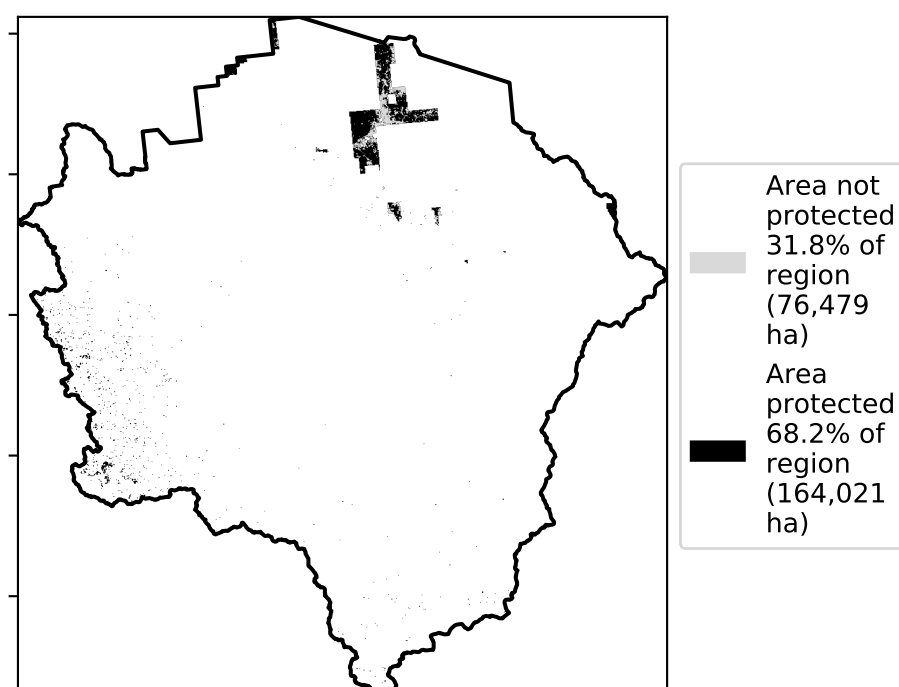 Area not
protected
31.8% of
region
(76,479
ha)
Area
protected
68.2% of
region
(164,021
ha)